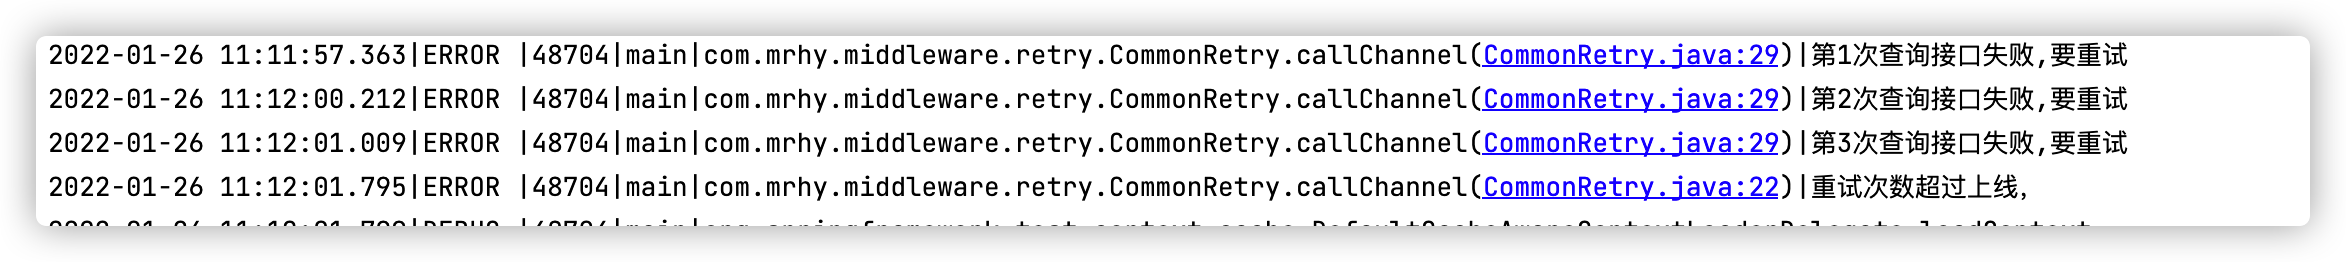 2022-01-26 11:11:57.363|ERROR |48704|main|com.mrhy.middleware.retry.CommonRetry.callChannel(CommonRetry.java:29)|第1次查询接口失败,要重试
2022-01-26 11:12:00.212|ERROR |48704|main|com.mrhy.middleware.retry.CommonRetry.callChannel(CommonRetry.java:29)|第2次查询接口失败,要重试
2022-01-26 11:12:01.009|ERROR |48704|main|com.mrhy.middleware.retry.CommonRetry.callChannel(CommonRetry.java:29)|第3次查询接口失败,要重试
2022-01-26 11:12:01.795|ERROR |48704|main|com.mrhy.middleware.retry.CommonRetry.callChannel(CommonRetry.java:22)|重试次数超过上线,